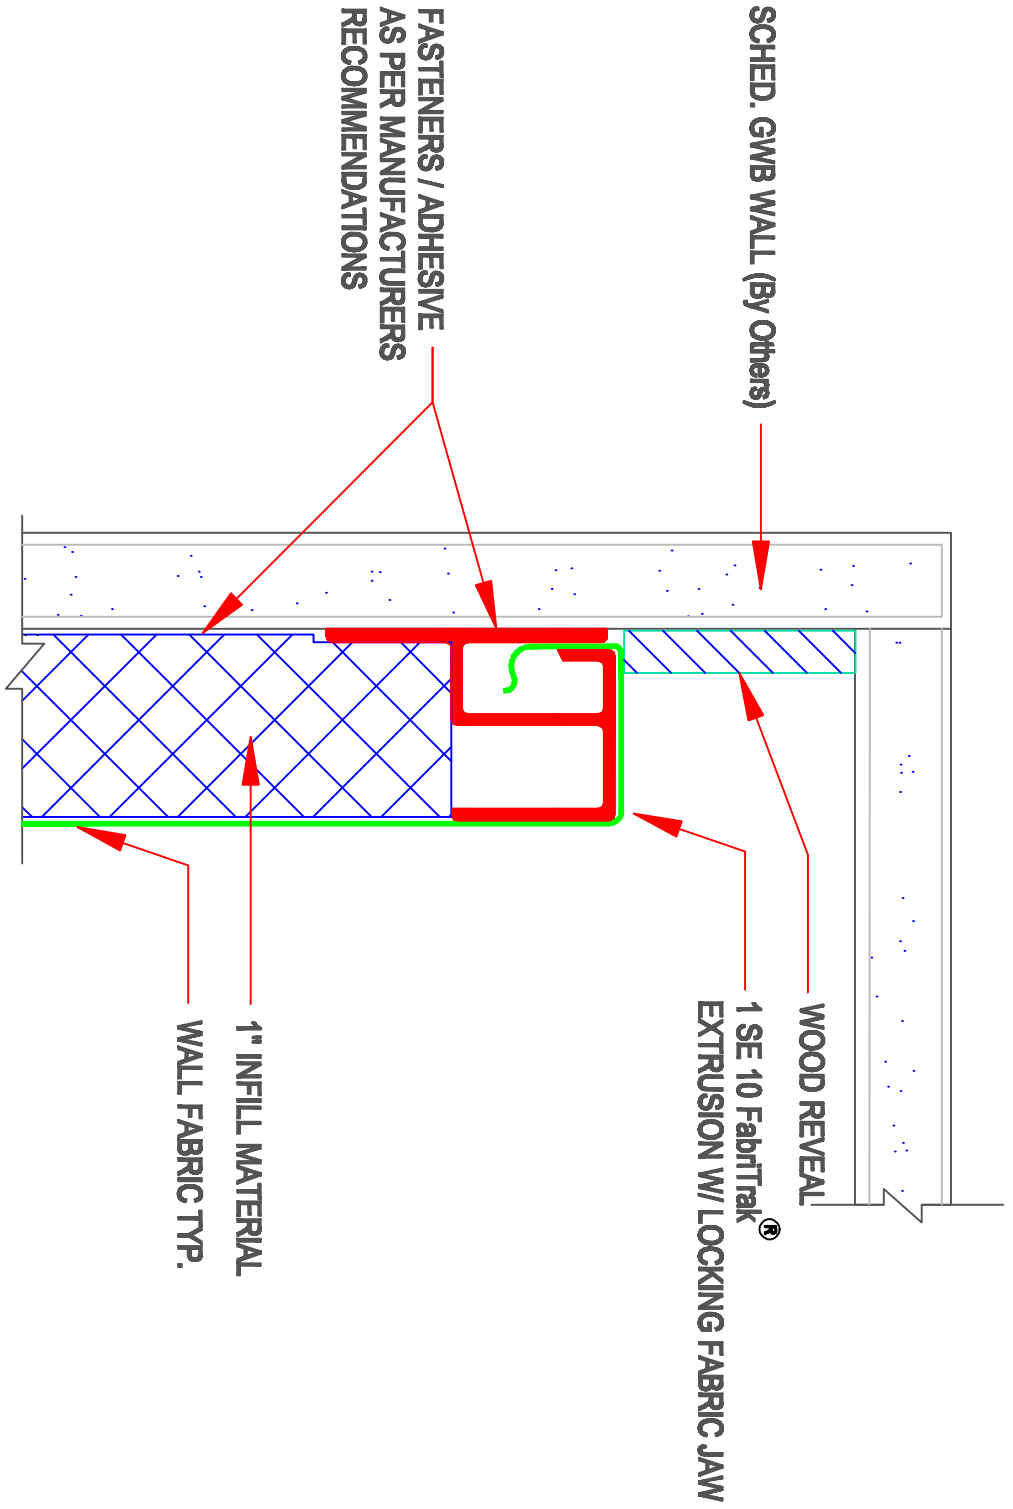 SCHED. GWB WALL (By Others)
FASTENERS / ADHESIVE
AS PER MANUFACTURERS
RECOMMENDATIONS
WOOD REVEAL
1 SE 10 FabriTrak®
EXTRUSION W/ LOCKING FABRIC JAW
1" INFILL MATERIAL
WALL FABRIC TYP.